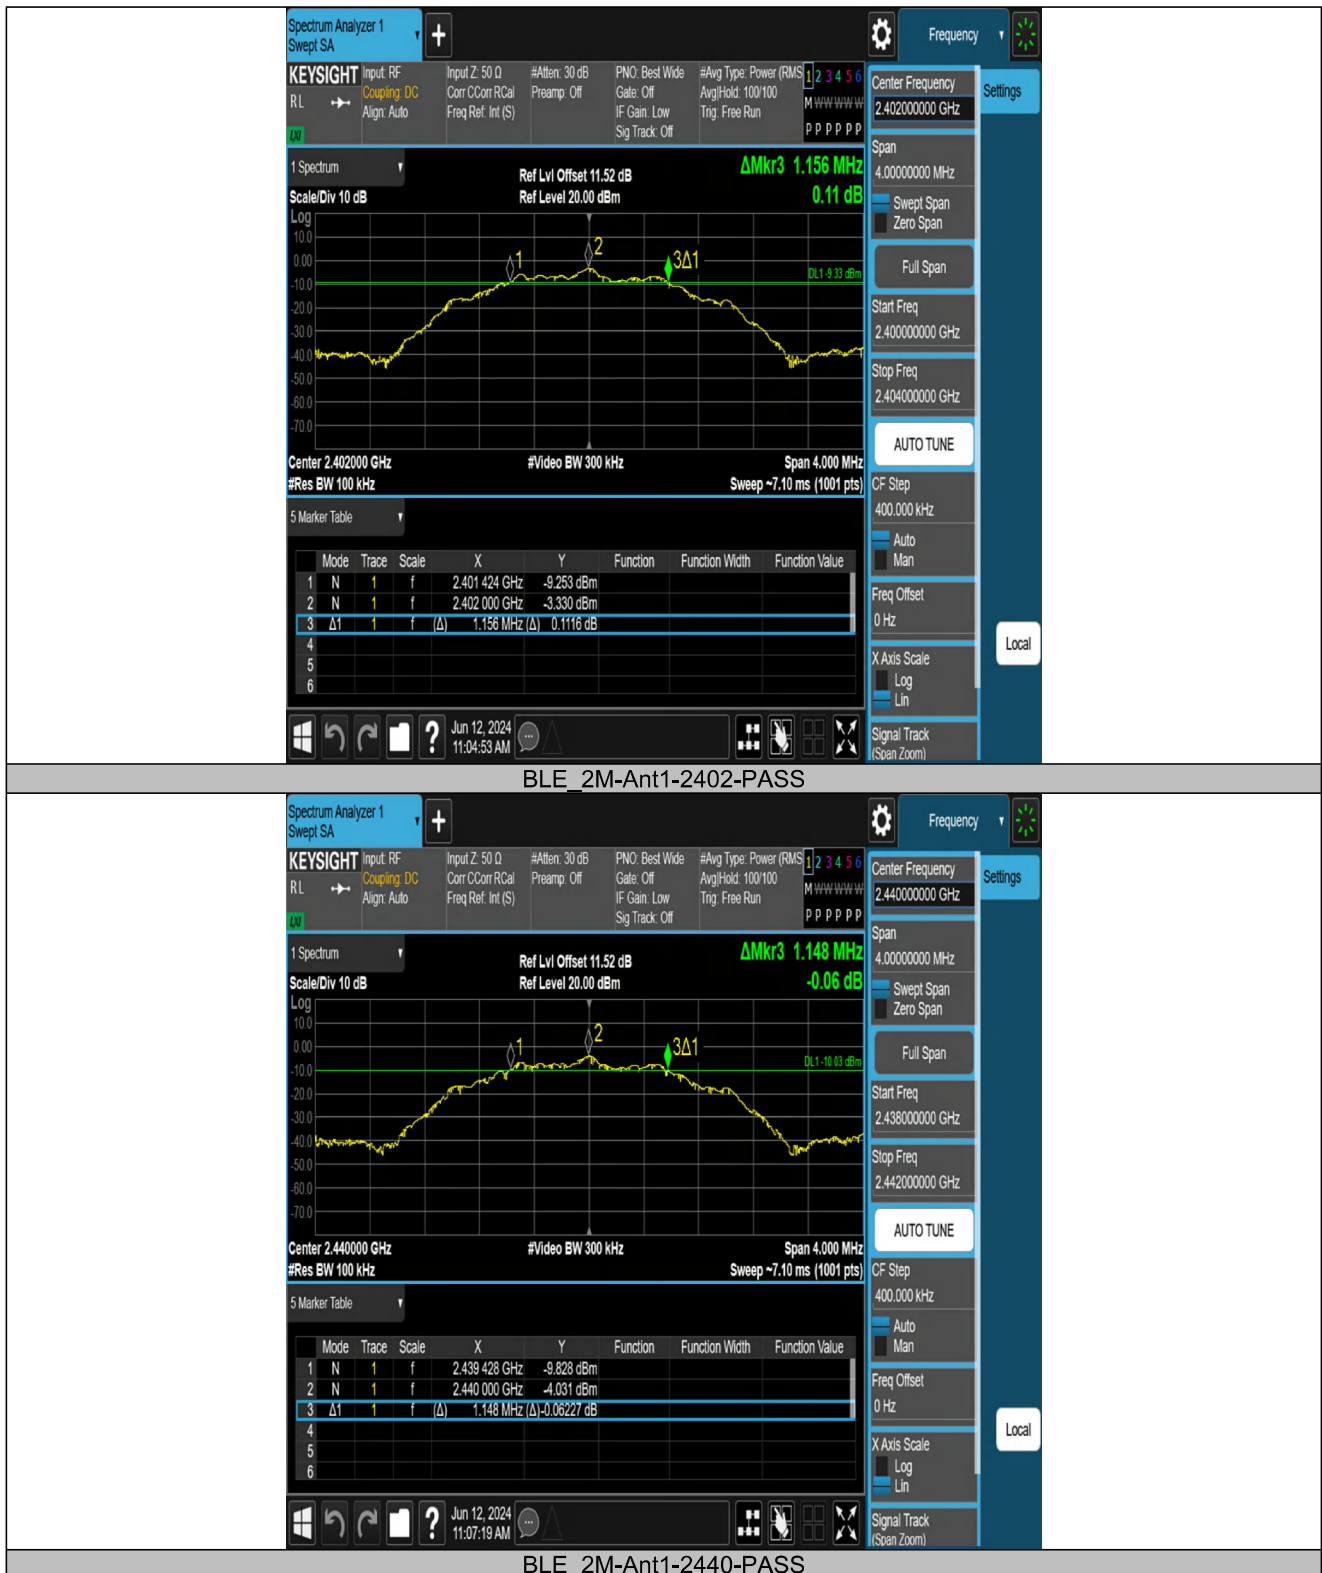 Spectrum Analyzer 1
Swept SA
Frequency
KEYSIGHT Input: RF Input Z: 50 Ω #Atten: 30 dB PNO: Best Wide #Avg Type: Power (RMS 1 2 3 4 5 6
RL Coupling: DC Corr CCorr RCal Preamp: Off Gate: Off Avg|Hold: 100/100 M W W W W W
Align: Auto Freq Ref: Int (S) IF Gain: Low Trig: Free Run
LXI Sig Track: Off P P P P P P
1 Spectrum
Ref Lvl Offset 11.52 dB
ΔMkr3 1.156 MHz
Scale/Div 10 dB
Ref Level 20.00 dBm
0.11 dB
Log
10.0
0.00
-10.0
-20.0
-30.0
-40.0
-50.0
-60.0
-70.0
1
2
3Δ1
DL1 -9.33 dBm
Center 2.402000 GHz #Video BW 300 kHz Span 4.000 MHz
#Res BW 100 kHz Sweep ~7.10 ms (1001 pts)
5 Marker Table
Mode Trace Scale X Y Function Function Width Function Value
1 N 1 f 2.401 424 GHz -9.253 dBm
2 N 1 f 2.402 000 GHz -3.330 dBm
3 Δ1 1 f (Δ) 1.156 MHz (Δ) 0.1116 dB
4
5
6
? Jun 12, 2024
11:04:53 AM
Center Frequency
2.402000000 GHz
Settings
Span
4.00000000 MHz
Swept Span
Zero Span
Full Span
Start Freq
2.400000000 GHz
Stop Freq
2.404000000 GHz
AUTO TUNE
CF Step
400.000 kHz
Auto
Man
Freq Offset
0 Hz
Local
X Axis Scale
Log
Lin
Signal Track
(Span Zoom)
BLE_2M-Ant1-2402-PASS
Spectrum Analyzer 1
Swept SA
Frequency
KEYSIGHT Input: RF Input Z: 50 Ω #Atten: 30 dB PNO: Best Wide #Avg Type: Power (RMS 1 2 3 4 5 6
RL Coupling: DC Corr CCorr RCal Preamp: Off Gate: Off Avg|Hold: 100/100 M W W W W W
Align: Auto Freq Ref: Int (S) IF Gain: Low Trig: Free Run
LXI Sig Track: Off P P P P P P
1 Spectrum
Ref Lvl Offset 11.52 dB
ΔMkr3 1.148 MHz
Scale/Div 10 dB
Ref Level 20.00 dBm
-0.06 dB
Log
10.0
0.00
-10.0
-20.0
-30.0
-40.0
-50.0
-60.0
-70.0
1
2
3Δ1
DL1 -10.03 dBm
Center 2.440000 GHz #Video BW 300 kHz Span 4.000 MHz
#Res BW 100 kHz Sweep ~7.10 ms (1001 pts)
5 Marker Table
Mode Trace Scale X Y Function Function Width Function Value
1 N 1 f 2.439 428 GHz -9.828 dBm
2 N 1 f 2.440 000 GHz -4.031 dBm
3 Δ1 1 f (Δ) 1.148 MHz (Δ) -0.06227 dB
4
5
6
? Jun 12, 2024
11:07:19 AM
Center Frequency
2.440000000 GHz
Settings
Span
4.00000000 MHz
Swept Span
Zero Span
Full Span
Start Freq
2.438000000 GHz
Stop Freq
2.442000000 GHz
AUTO TUNE
CF Step
400.000 kHz
Auto
Man
Freq Offset
0 Hz
Local
X Axis Scale
Log
Lin
Signal Track
(Span Zoom)
BLE_2M-Ant1-2440-PASS